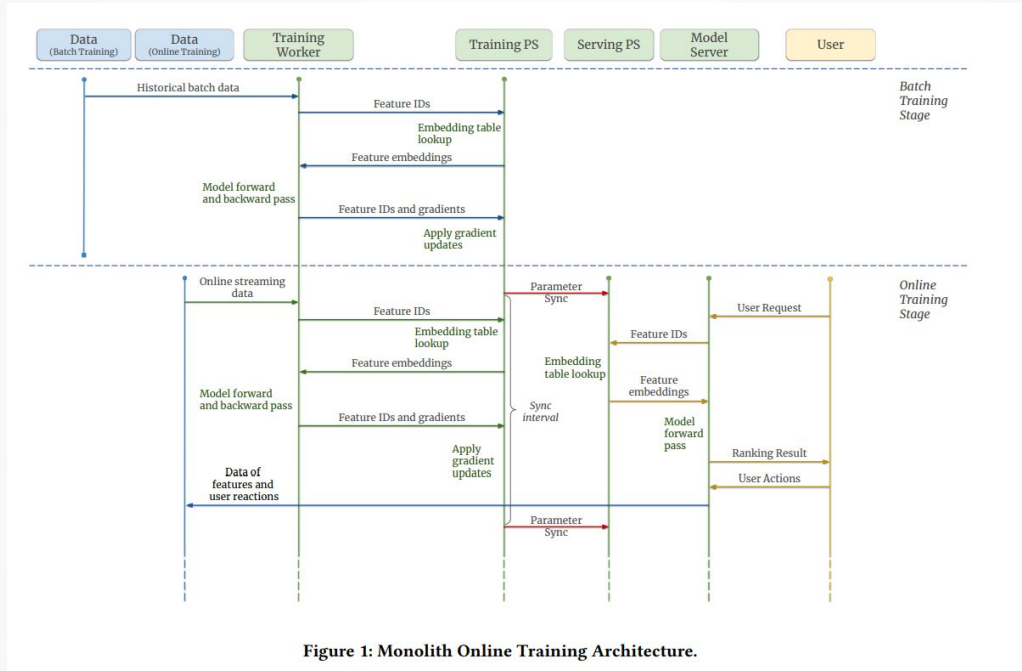 Data
(Batch Training)
Data
(Online Training)
Training
Worker
Training PS
Serving PS
Model
Server
User
Batch
Training
Stage
Historical batch data
Feature IDs
Embedding table
lookup
Feature embeddings
Model forward
and backward pass
Feature IDs and gradients
Apply gradient
updates
Online
Training
Stage
Online streaming
data
Parameter
Sync
User Request
Feature IDs
Embedding table
lookup
Feature IDs
Feature embeddings
Embedding
table lookup
Feature
embeddings
Model forward
and backward pass
Sync
interval
Feature IDs and gradients
Model
forward
pass
Apply
gradient
updates
Ranking Result
User Actions
Data of
features and
user reactions
Parameter
Sync
Figure 1: Monolith Online Training Architecture.